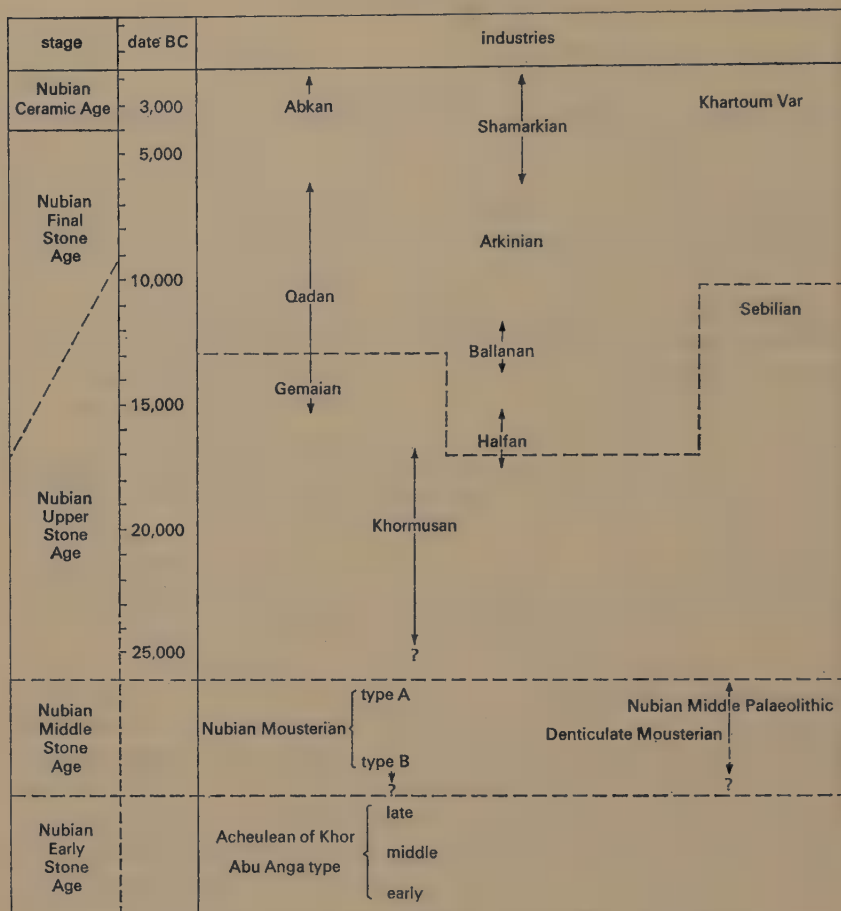 stage date BC industries
Nubian
Ceramic Age
3,000
Abkan
Shamarkian
Khartoum Var
5,000
Nubian
Final
Stone
Age
10,000
Qadan
Arkinian
Sebilian
Ballanan
Gemaian
15,000
Halfan
Nubian
Upper
Stone
Age
20,000
Khormusan
25,000
?
Nubian
Middle
Stone
Age
Nubian Mousterian
type A
type B
?
Nubian Middle Palaeolithic
Denticulate Mousterian
?
Nubian
Early
Stone
Age
Acheulean of Khor
Abu Anga type
late
middle
early